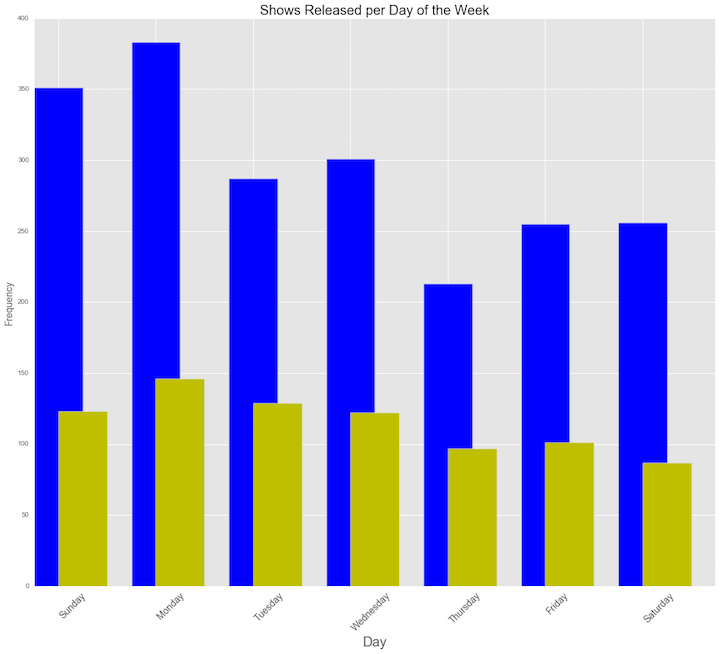 Shows Released per Day of the Week
400
350
300
250
200
150
100
50
0
Frequency
Sunday
Monday
Tuesday
Wednesday
Thursday
Friday
Saturday
Day